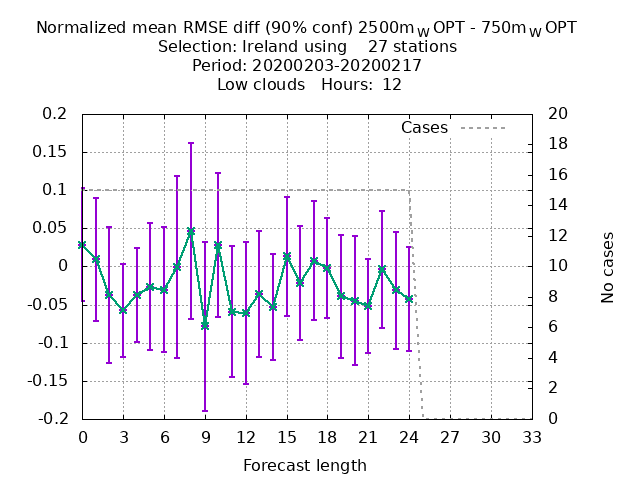 Normalized mean RMSE diff (90% conf) 2500m_W OPT - 750m_W OPT
Selection: Ireland using 27 stations
Period: 20200203-20200217
Low clouds Hours: 12
0.2 20
Cases
0.15 18
16
0.1 14
0.05 12
0 10
-0.05 8
-0.1 6
4
-0.15 2
-0.2 0
No cases
0 3 6 9 12 15 18 21 24 27 30 33
Forecast length